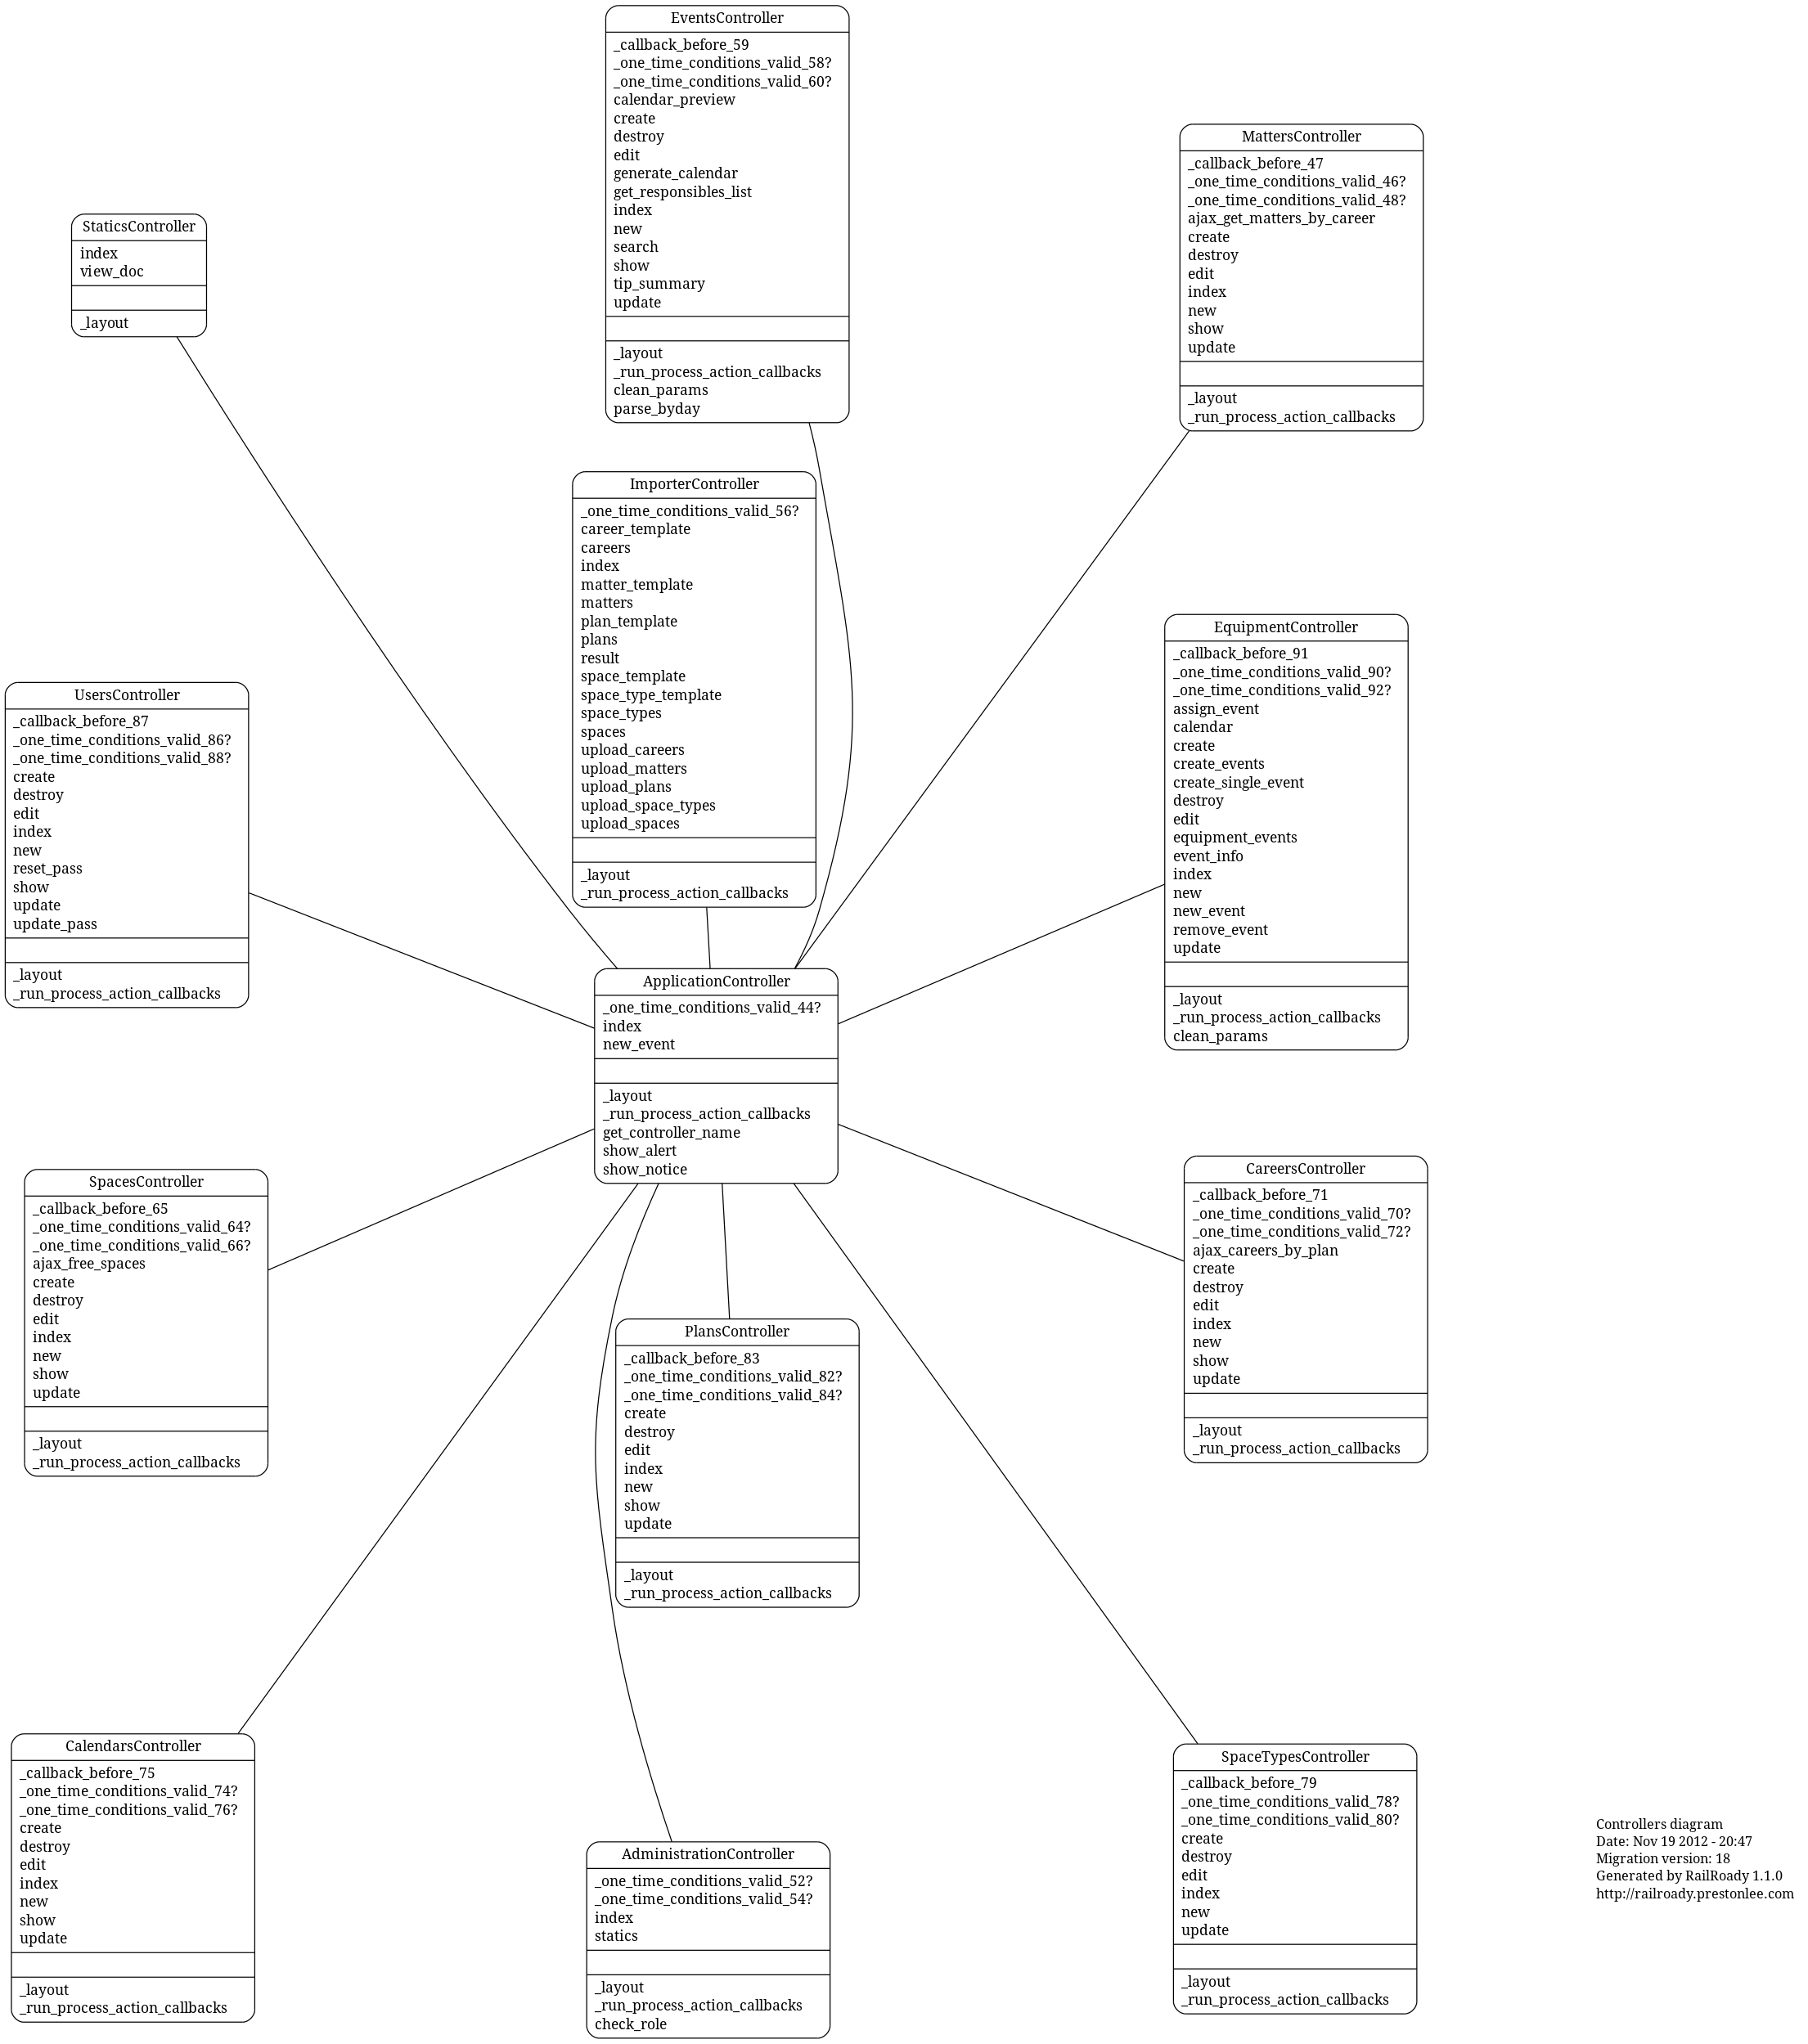 EventsController
_callback_before_59
_one_time_conditions_valid_58?
_one_time_conditions_valid_60?
calendar_preview
create
destroy
edit
generate_calendar
get_responsibles_list
index
new
search
show
tip_summary
update
_layout
_run_process_action_callbacks
clean_params
parse_byday
MattersController
_callback_before_47
_one_time_conditions_valid_46?
_one_time_conditions_valid_48?
ajax_get_matters_by_career
create
destroy
edit
index
new
show
update
_layout
_run_process_action_callbacks
StaticsController
index
view_doc
_layout
ImporterController
_one_time_conditions_valid_56?
career_template
careers
index
matter_template
matters
plan_template
plans
result
space_template
space_type_template
space_types
spaces
upload_careers
upload_matters
upload_plans
upload_space_types
upload_spaces
_layout
_run_process_action_callbacks
EquipmentController
_callback_before_91
_one_time_conditions_valid_90?
_one_time_conditions_valid_92?
assign_event
calendar
create
create_events
create_single_event
destroy
edit
equipment_events
event_info
index
new
new_event
remove_event
update
_layout
_run_process_action_callbacks
clean_params
UsersController
_callback_before_87
_one_time_conditions_valid_86?
_one_time_conditions_valid_88?
create
destroy
edit
index
new
reset_pass
show
update
update_pass
_layout
_run_process_action_callbacks
ApplicationController
_one_time_conditions_valid_44?
index
new_event
_layout
_run_process_action_callbacks
get_controller_name
show_alert
show_notice
SpacesController
_callback_before_65
_one_time_conditions_valid_64?
_one_time_conditions_valid_66?
ajax_free_spaces
create
destroy
edit
index
new
show
update
_layout
_run_process_action_callbacks
CareersController
_callback_before_71
_one_time_conditions_valid_70?
_one_time_conditions_valid_72?
ajax_careers_by_plan
create
destroy
edit
index
new
show
update
_layout
_run_process_action_callbacks
PlansController
_callback_before_83
_one_time_conditions_valid_82?
_one_time_conditions_valid_84?
create
destroy
edit
index
new
show
update
_layout
_run_process_action_callbacks
CalendarsController
_callback_before_75
_one_time_conditions_valid_74?
_one_time_conditions_valid_76?
create
destroy
edit
index
new
show
update
_layout
_run_process_action_callbacks
AdministrationController
_one_time_conditions_valid_52?
_one_time_conditions_valid_54?
index
statics
_layout
_run_process_action_callbacks
check_role
SpaceTypesController
_callback_before_79
_one_time_conditions_valid_78?
_one_time_conditions_valid_80?
create
destroy
edit
index
new
update
_layout
_run_process_action_callbacks
Controllers diagram
Date: Nov 19 2012 - 20:47
Migration version: 18
Generated by RailRoady 1.1.0
http://railroady.prestonlee.com